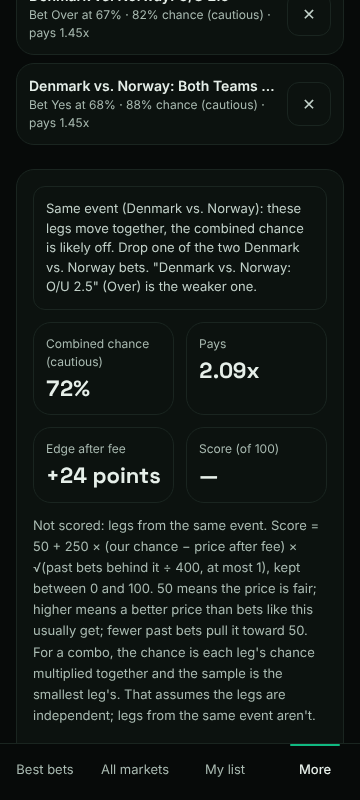 Bet Over at 67% · 82% chance (cautious) ·
pays 1.45x
✕
Denmark vs. Norway: Both Teams ...
Bet Yes at 68% · 88% chance (cautious) ·
pays 1.45x
✕
Same event (Denmark vs. Norway): these
legs move together, the combined chance
is likely off. Drop one of the two Denmark
vs. Norway bets. "Denmark vs. Norway:
O/U 2.5" (Over) is the weaker one.
Combined chance
(cautious)
72%
Pays
2.09x
Edge after fee
+24 points
Score (of 100)
—
Not scored: legs from the same event. Score =
50 + 250 × (our chance − price after fee) ×
√(past bets behind it ÷ 400, at most 1), kept
between 0 and 100. 50 means the price is fair;
higher means a better price than bets like this
usually get; fewer past bets pull it toward 50.
For a combo, the chance is each leg's chance
multiplied together and the sample is the
smallest leg's. That assumes the legs are
independent; legs from the same event aren't.
Best bets
All markets
My list
More